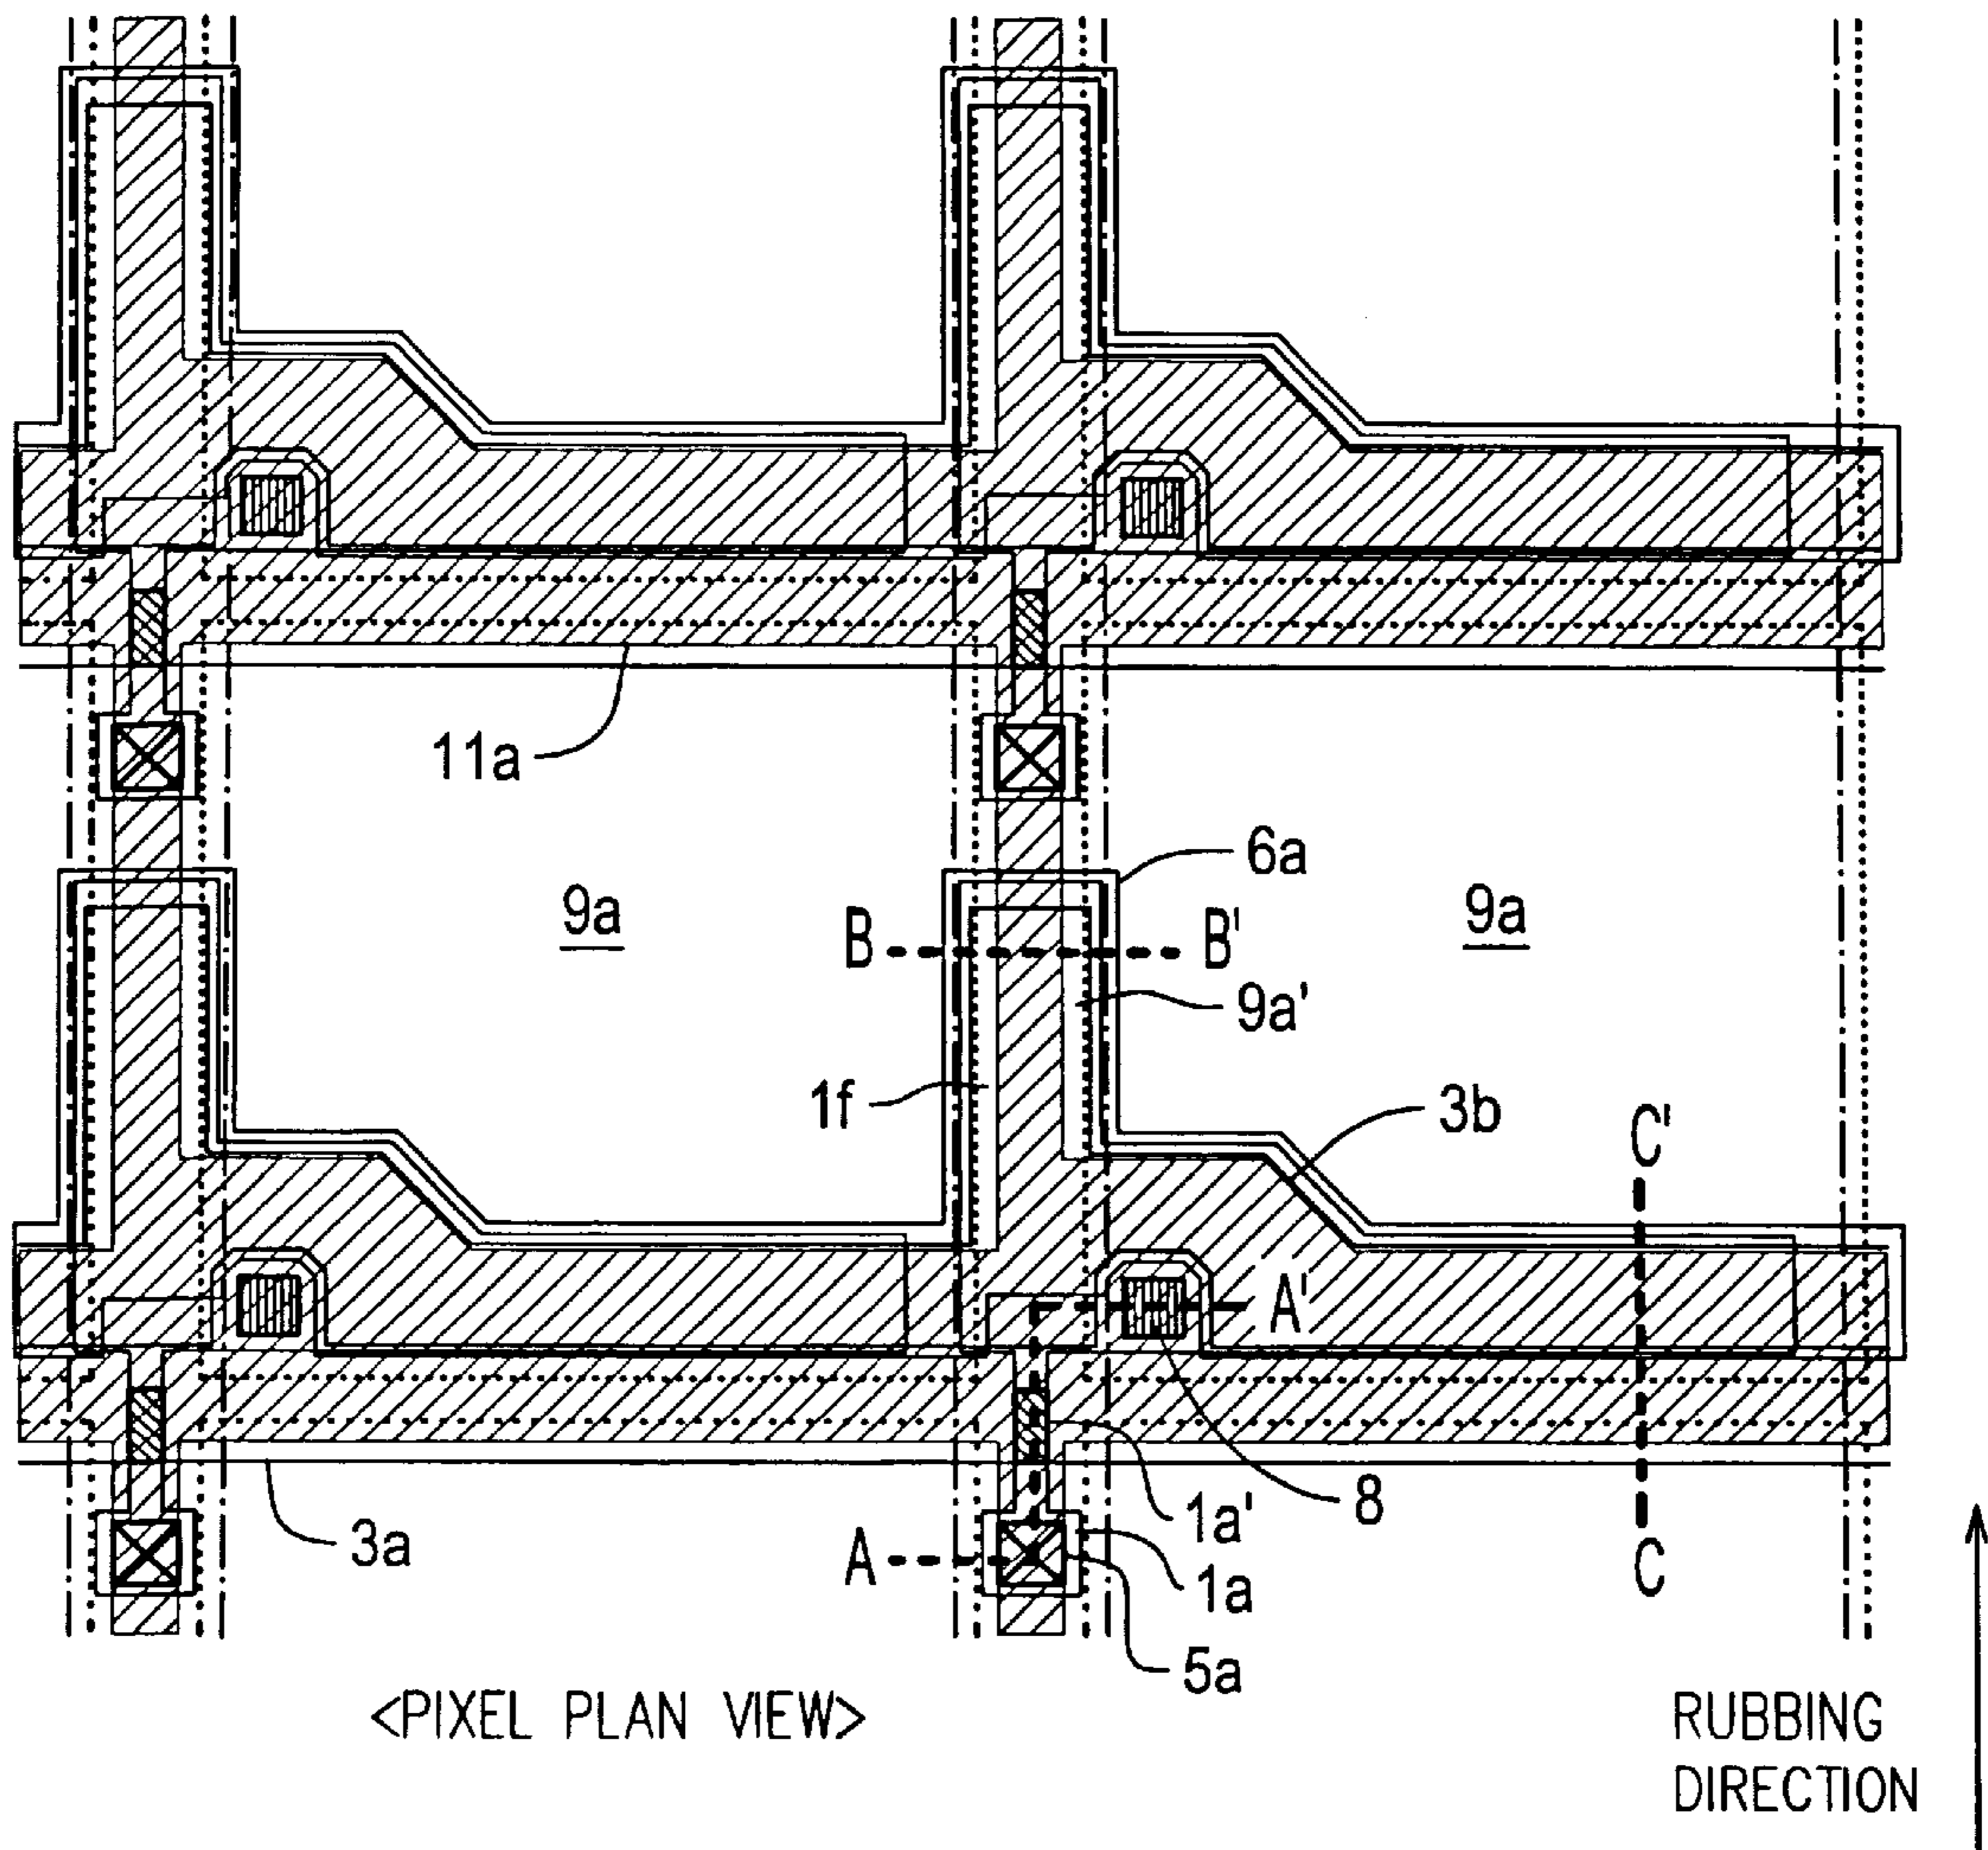 11a
6a
9a
9a
B
B'
9a'
1f
3b
C'
A'
8
1a'
3a
A
1a
C
5a
<PIXEL PLAN VIEW>
RUBBING
DIRECTION